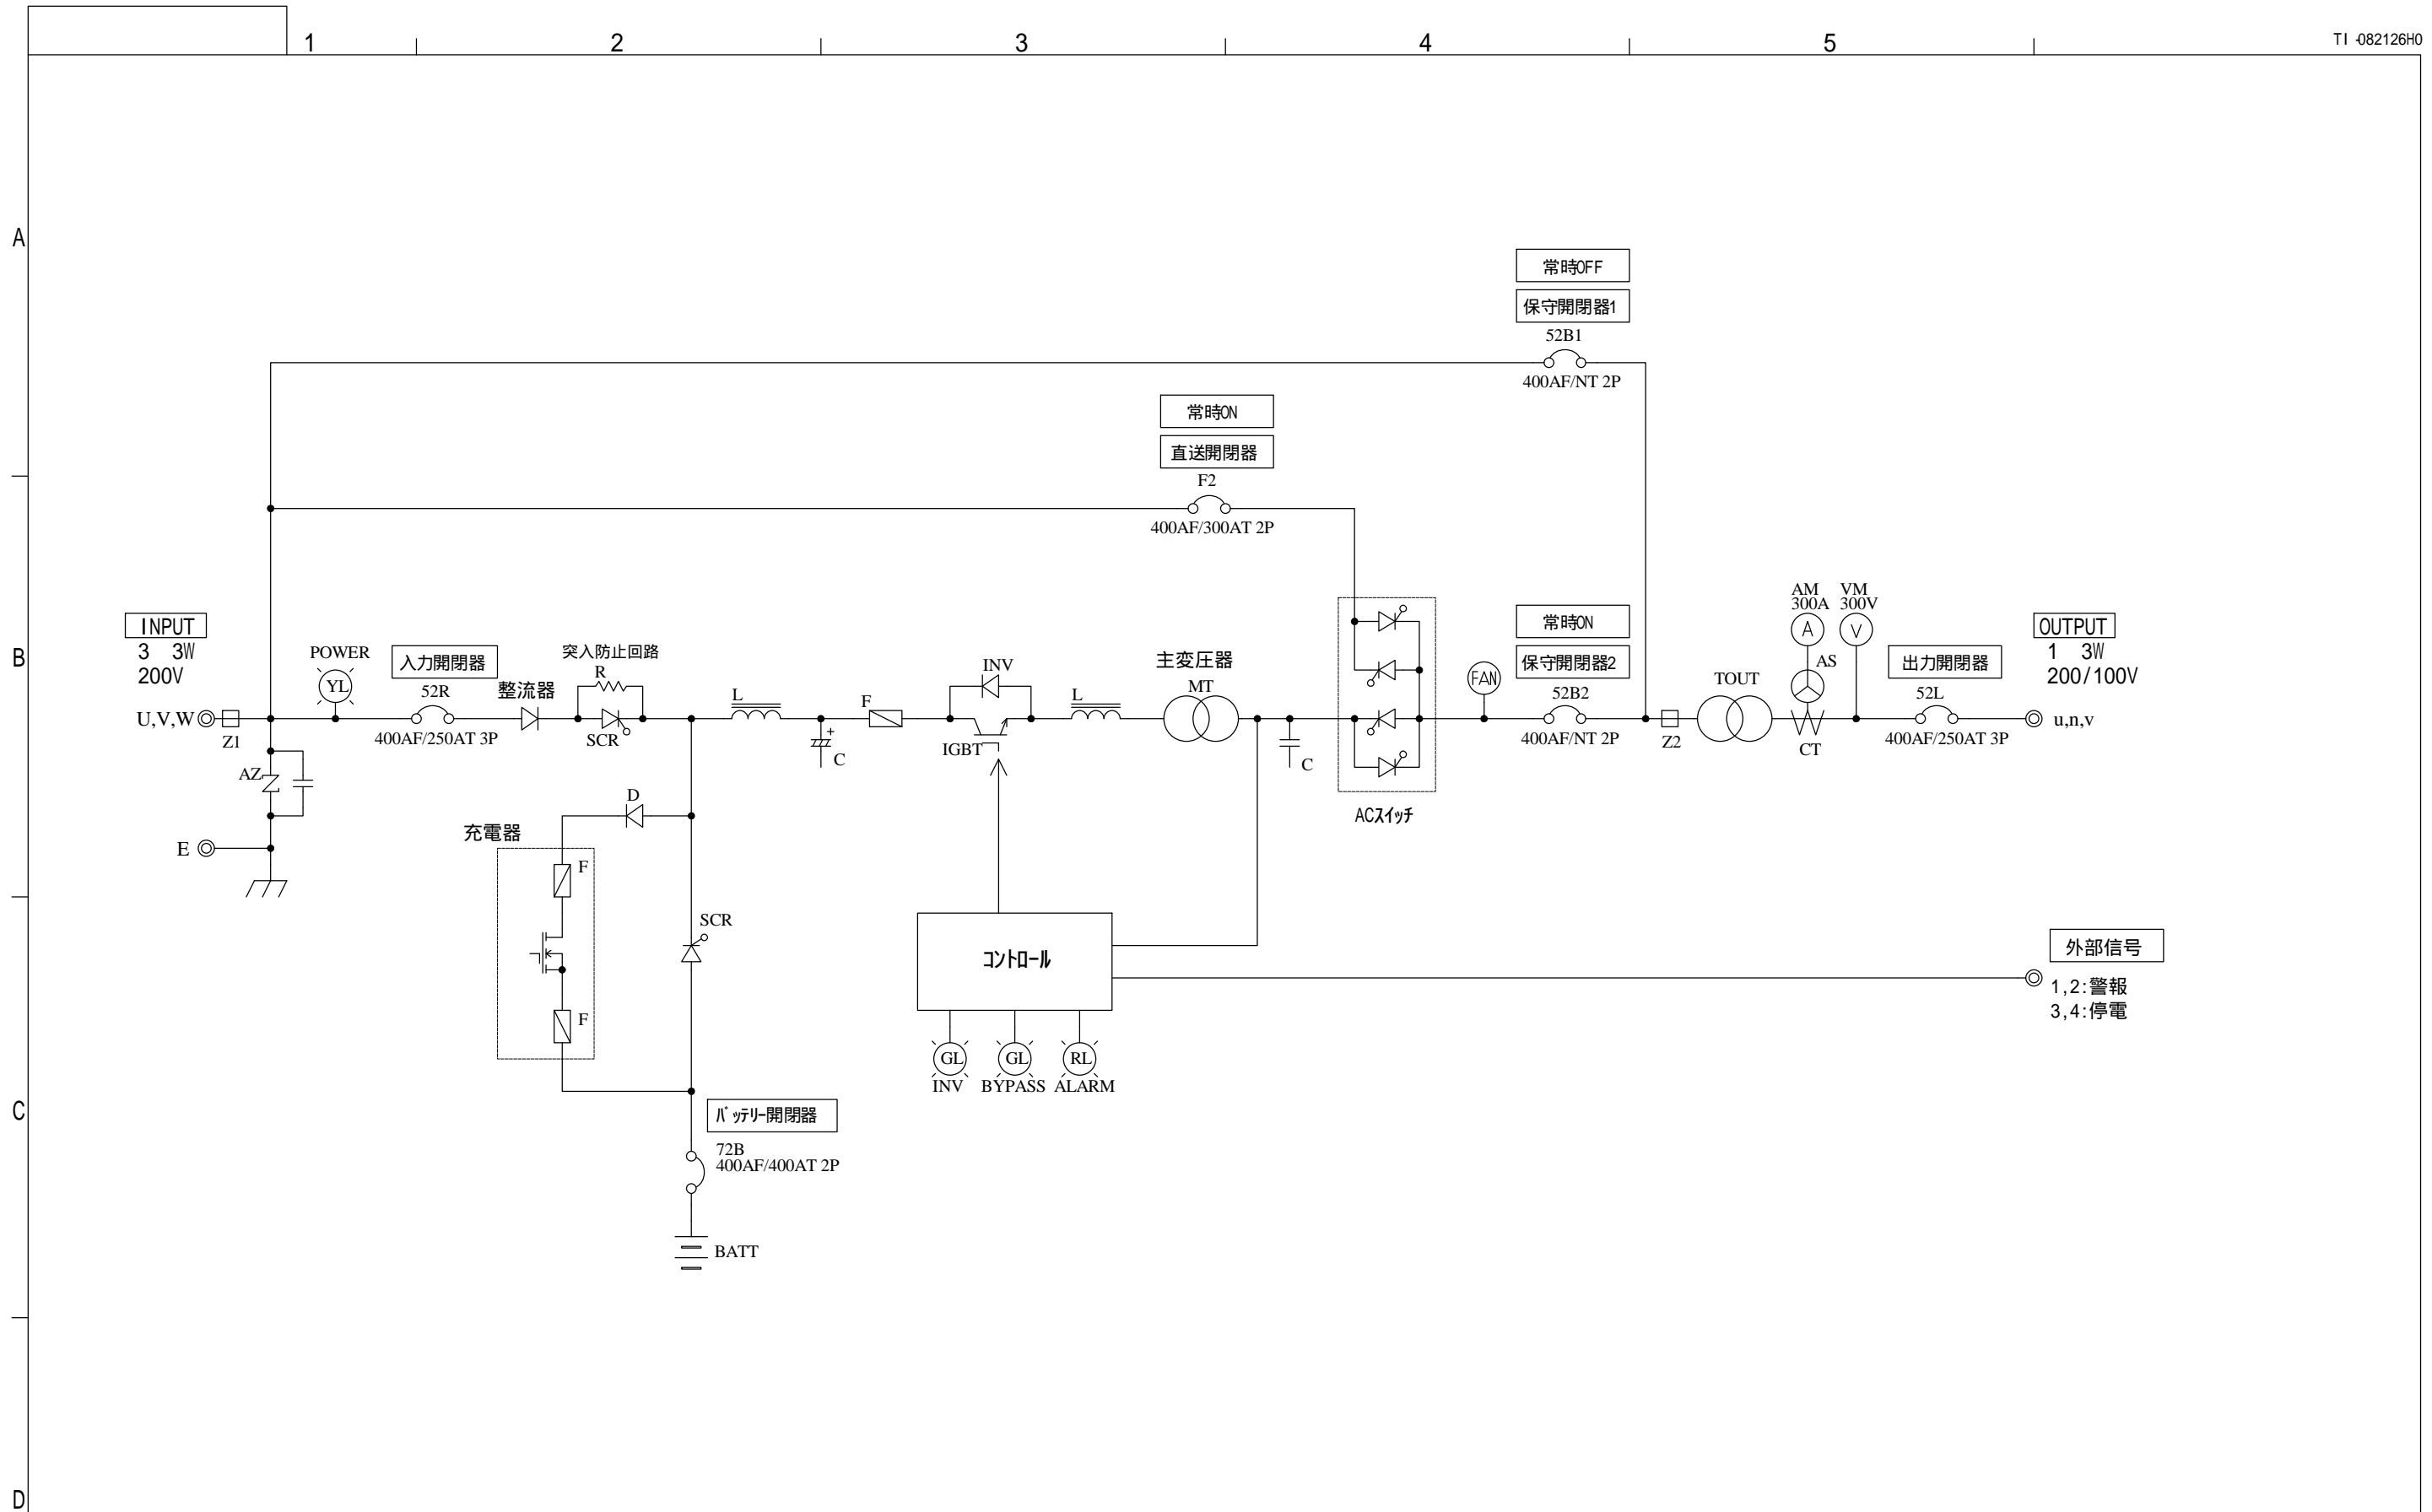 1
2
3
4
5
TI-082126H0
A
常時OFF
保守開閉器1
52B1
400AF/NT 2P
常時ON
直送開閉器
F2
400AF/300AT 2P
B
INPUT
3 3W
200V
U,V,W
Z1
AZ
E
POWER
YL
入力開閉器
52R
400AF/250AT 3P
整流器
突入防止回路
R
SCR
L
C
F
INV
IGBT
L
主変圧器
MT
C
ACスイッチ
FAN
常時ON
保守開閉器2
52B2
400AF/NT 2P
Z2
TOUT
AM
300A
A
VM
300V
V
AS
CT
出力開閉器
52L
400AF/250AT 3P
OUTPUT
1 3W
200/100V
u,n,v
充電器
D
F
F
SCR
コントロール
GL
INV
GL
BYPASS
RL
ALARM
外部信号
1,2:警報
3,4:停電
C
バッテリー開閉器
72B
400AF/400AT 2P
BATT
D